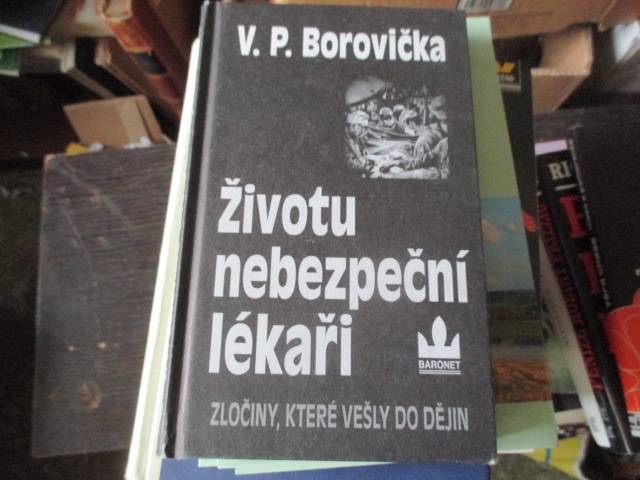 V. P. Borovička
Životu
nebezpeční
lékaři
BARONET
ZLOČINY, KTERÉ VEŠLY DO DĚJIN